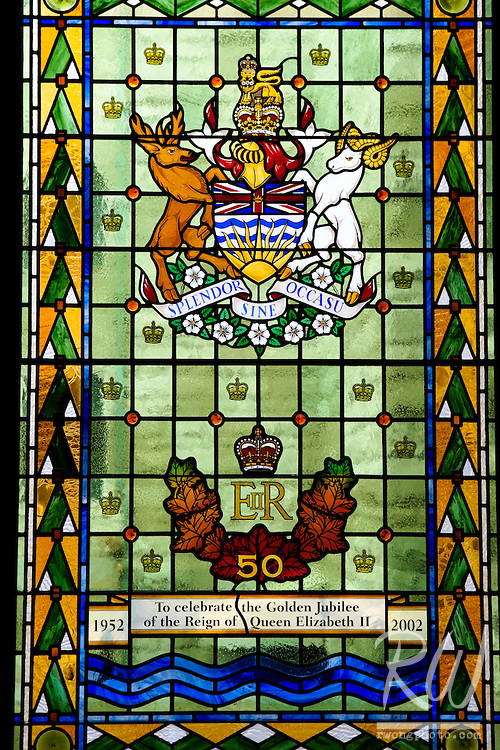 SPLENDOR SINE OCCASU
EIIR
50
1952
To celebrate the Golden Jubilee
of the Reign of Queen Elizabeth II
2002
RW
rwongphoto.com